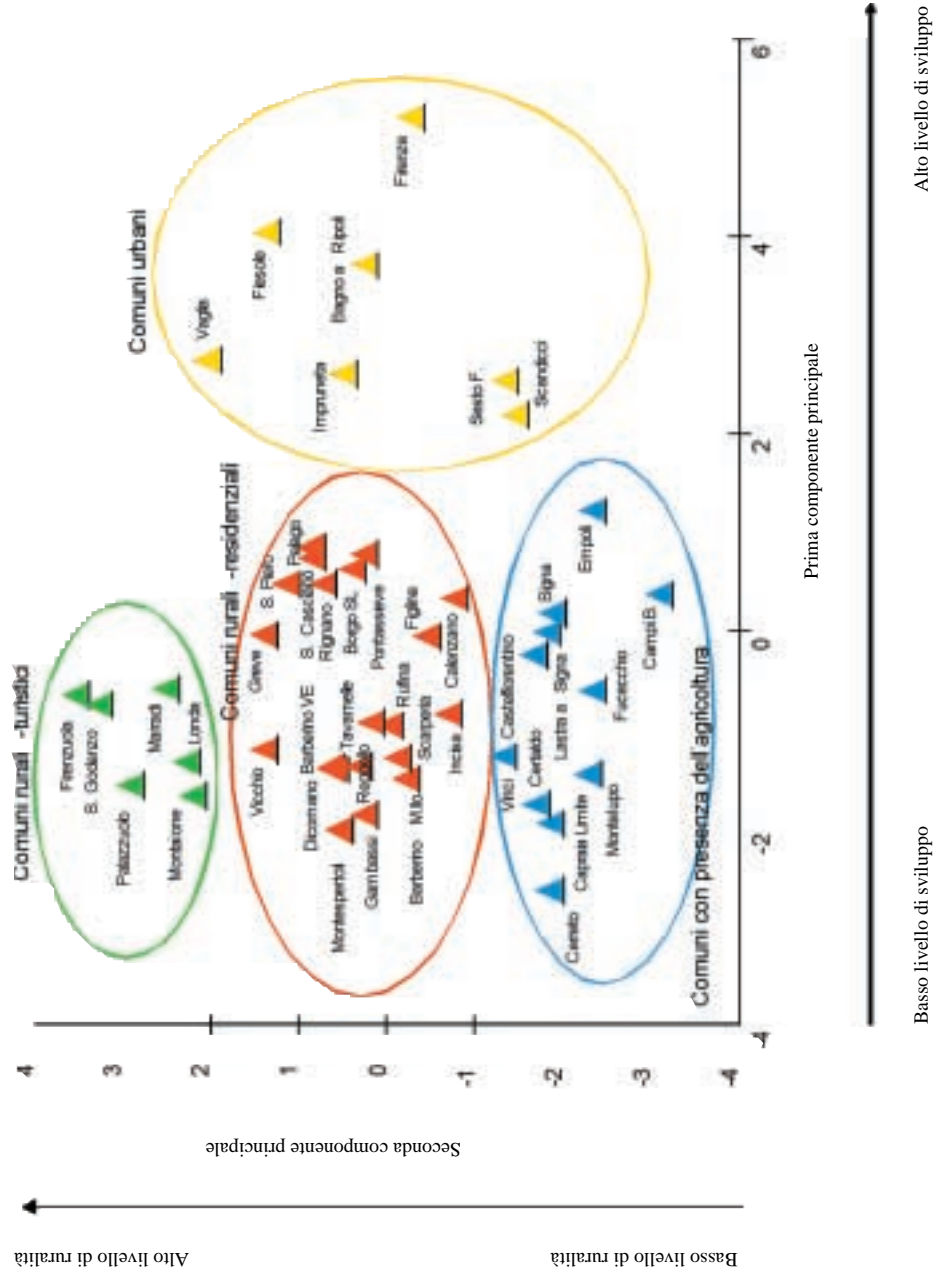 Comuni rurali -turistici
Firenzuola
S. Godenzo
Palazzuolo
Marradi
Londa
Montaione
Comuni urbani
Vaglia
Fiesole
Impruneta
Bagno a Ripoli
Firenze
Sesto F.
Scandicci
Comuni rurali -residenziali
Vicchio
Greve
S. Piero
Pelago
S. Casciano
Rignano
Borgo SL
Pontasseve
Dicomano
Barberino VE
Tavarnelle
Reggello
Montespertoli
Gambassi
Barberino M.llo
Scarperia
Rufina
Figline
Incisa
Calenzano
Vinci
Castelfiorentino
Signa
Certaldo
Lastra a Signa
Empoli
Capraia Limite
Cerreto
Montelupo
Fucecchio
Campi B.
Comuni con presenza del agricoltura
4
3
2
1
0
-1
-2
-3
-4
-4
-2
0
2
4
6
Seconda componente principale
Alto livello di ruralità
Basso livello di ruralità
Prima componente principale
Basso livello di sviluppo
Alto livello di sviluppo